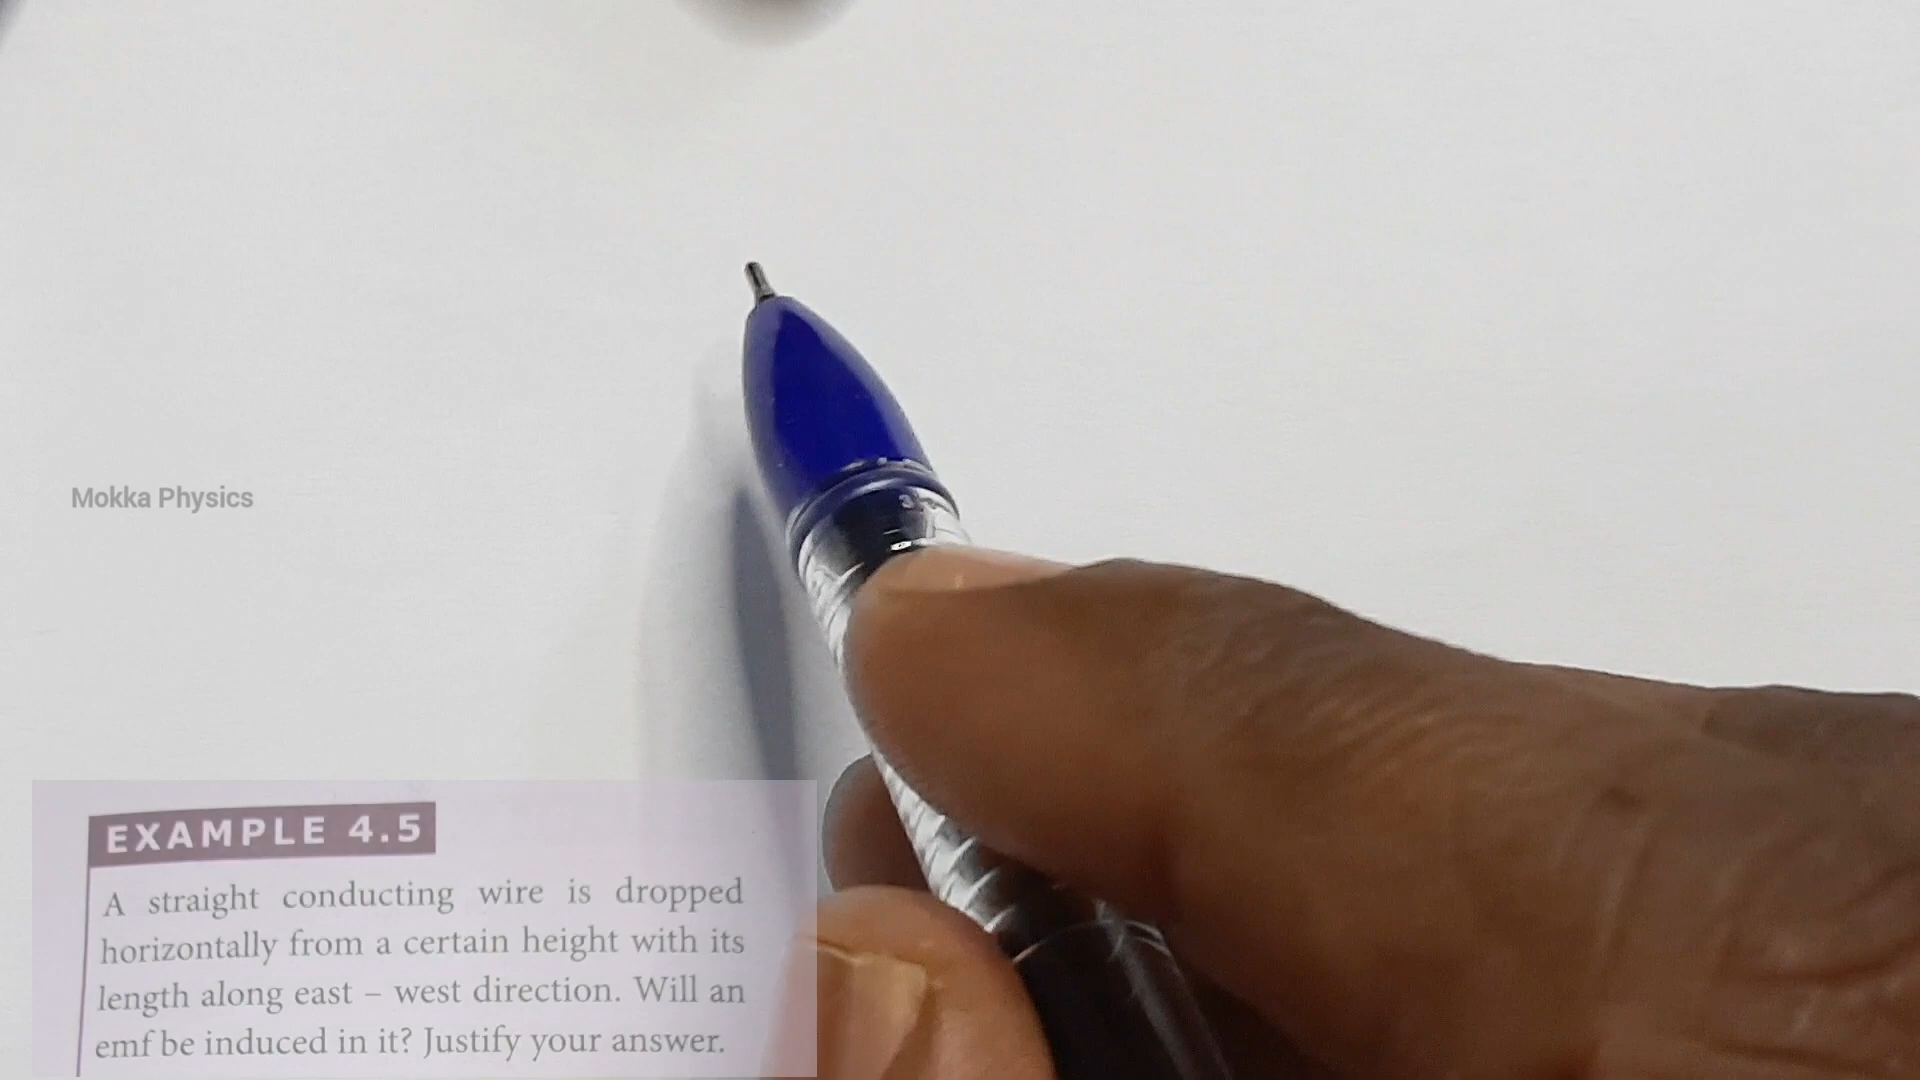 Mokka Physics
EXAMPLE 4.5
A straight conducting wire is dropped
horizontally from a certain height with its
length along east – west direction. Will an
emf be induced in it? Justify your answer.